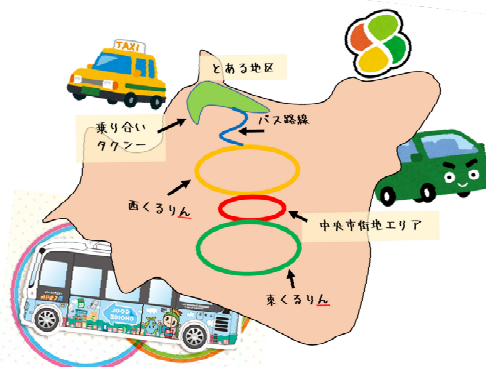 TAXI
とある地区
バス路線
乗り合い
タクシー
西くるりん
中央市街地エリア
東くるりん